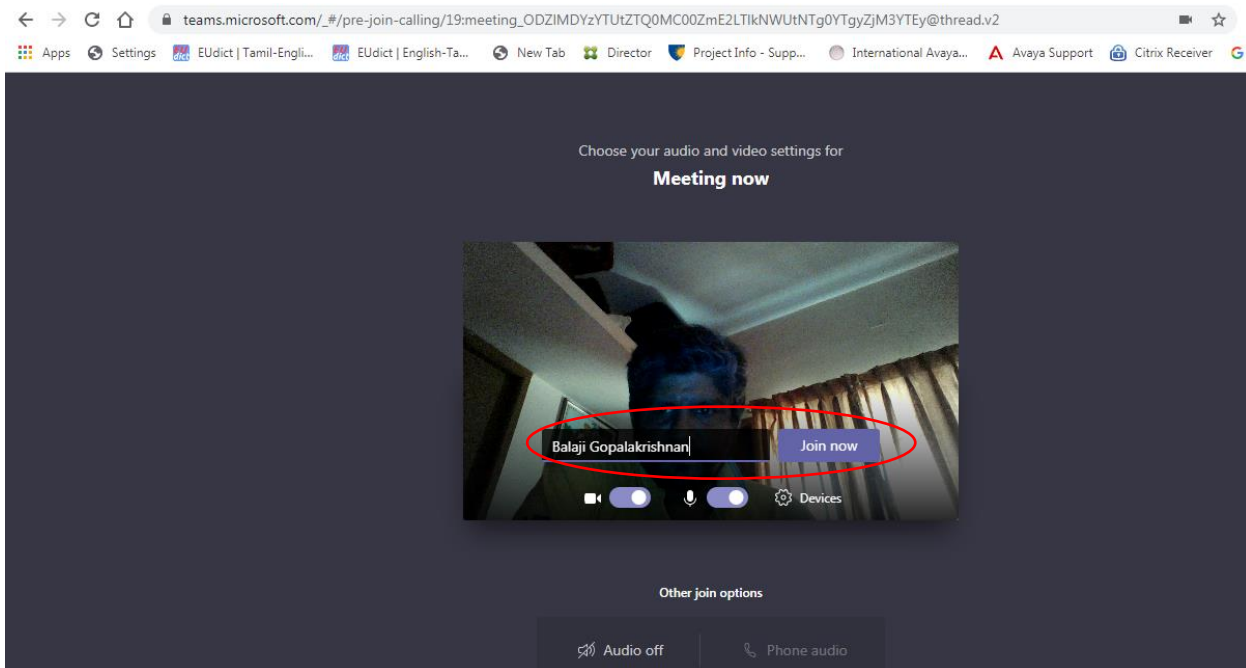 teams.microsoft.com/_#/pre-join-calling/19:meeting_ODZlMDYzYTUtZTQ0MC00ZmE2LTlkNWUtNTg0YTgyZjM3YTEy@thread.v2
Apps Settings EUdict | Tamil-Engli... EUdict | English-Ta... New Tab Director Project Info - Supp... International Avaya... Avaya Support Citrix Receiver
Choose your audio and video settings for
Meeting now
Balaji Gopalakrishnan Join now
Devices
Other join options
Audio off Phone audio